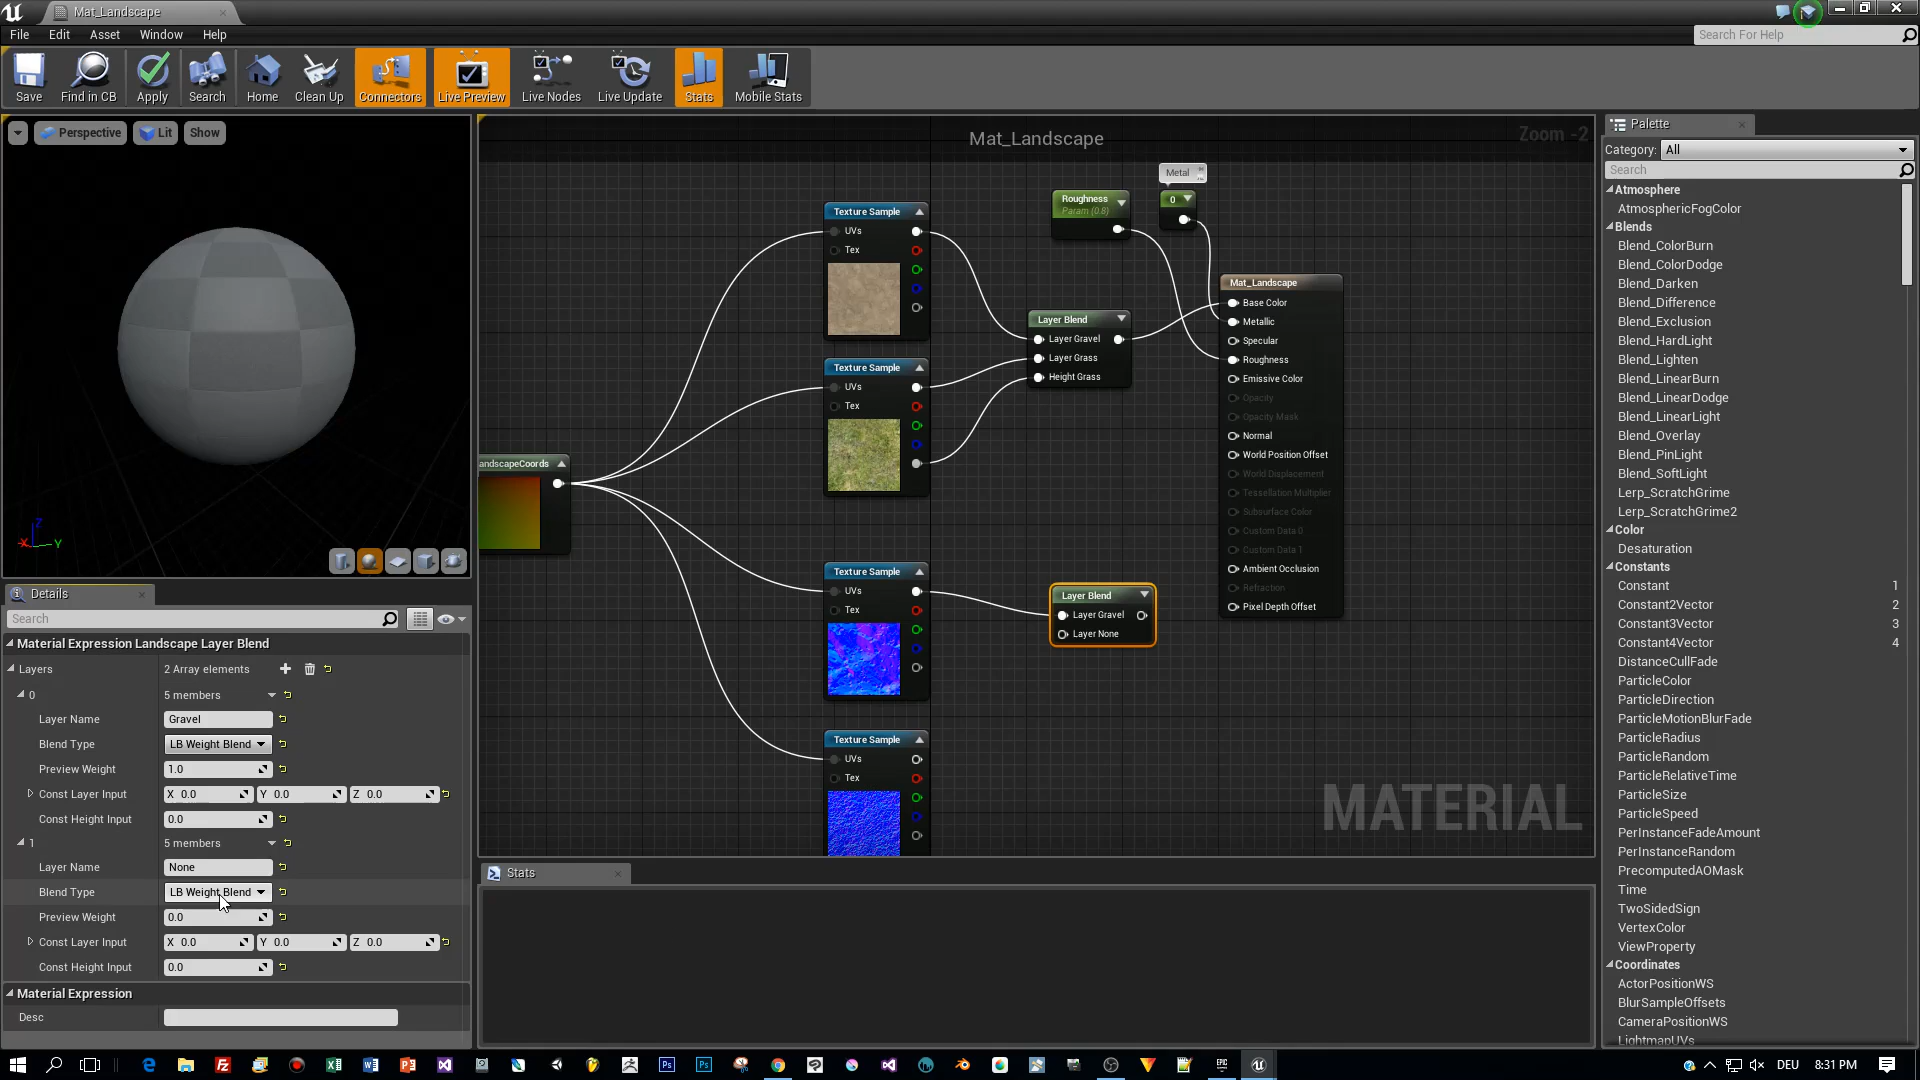 Mat_Landscape
File Edit Asset Window Help
Search For Help
Save Find in CB Apply Search Home Clean Up Connectors Live Preview Live Nodes Live Update Stats Mobile Stats
Perspective Lit Show
Z
X Y
Mat_Landscape
Zoom -2
Metal
Roughness
Param (0.8)
0
Texture Sample
UVs
Tex
Texture Sample
UVs
Tex
andscapeCoords
Texture Sample
UVs
Tex
Texture Sample
UVs
Tex
Layer Blend
Layer Gravel
Layer Grass
Height Grass
Layer Blend
Layer Gravel
Layer None
Mat_Landscape
Base Color
Metallic
Specular
Roughness
Emissive Color
Opacity
Opacity Mask
Normal
World Position Offset
World Displacement
Tessellation Multiplier
Subsurface Color
Custom Data 0
Custom Data 1
Ambient Occlusion
Refraction
Pixel Depth Offset
MATERIAL
Details
Search
Material Expression Landscape Layer Blend
Layers 2 Array elements
0 5 members
Layer Name Gravel
Blend Type LB Weight Blend
Preview Weight 1.0
Const Layer Input X 0.0 Y 0.0 Z 0.0
Const Height Input 0.0
1 5 members
Layer Name None
Blend Type LB Weight Blend
Preview Weight 0.0
Const Layer Input X 0.0 Y 0.0 Z 0.0
Const Height Input 0.0
Material Expression
Desc
Stats
Palette
Category: All
Search
Atmosphere
AtmosphericFogColor
Blends
Blend_ColorBurn
Blend_ColorDodge
Blend_Darken
Blend_Difference
Blend_Exclusion
Blend_HardLight
Blend_Lighten
Blend_LinearBurn
Blend_LinearDodge
Blend_LinearLight
Blend_Overlay
Blend_PinLight
Blend_SoftLight
Lerp_ScratchGrime
Lerp_ScratchGrime2
Color
Desaturation
Constants
Constant 1
Constant2Vector 2
Constant3Vector 3
Constant4Vector 4
DistanceCullFade
ParticleColor
ParticleDirection
ParticleMotionBlurFade
ParticleRadius
ParticleRandom
ParticleRelativeTime
ParticleSize
ParticleSpeed
PerInstanceFadeAmount
PerInstanceRandom
PrecomputedAOMask
Time
TwoSidedSign
VertexColor
ViewProperty
Coordinates
ActorPositionWS
BlurSampleOffsets
CameraPositionWS
LightmapUVs
DEU 8:31 PM